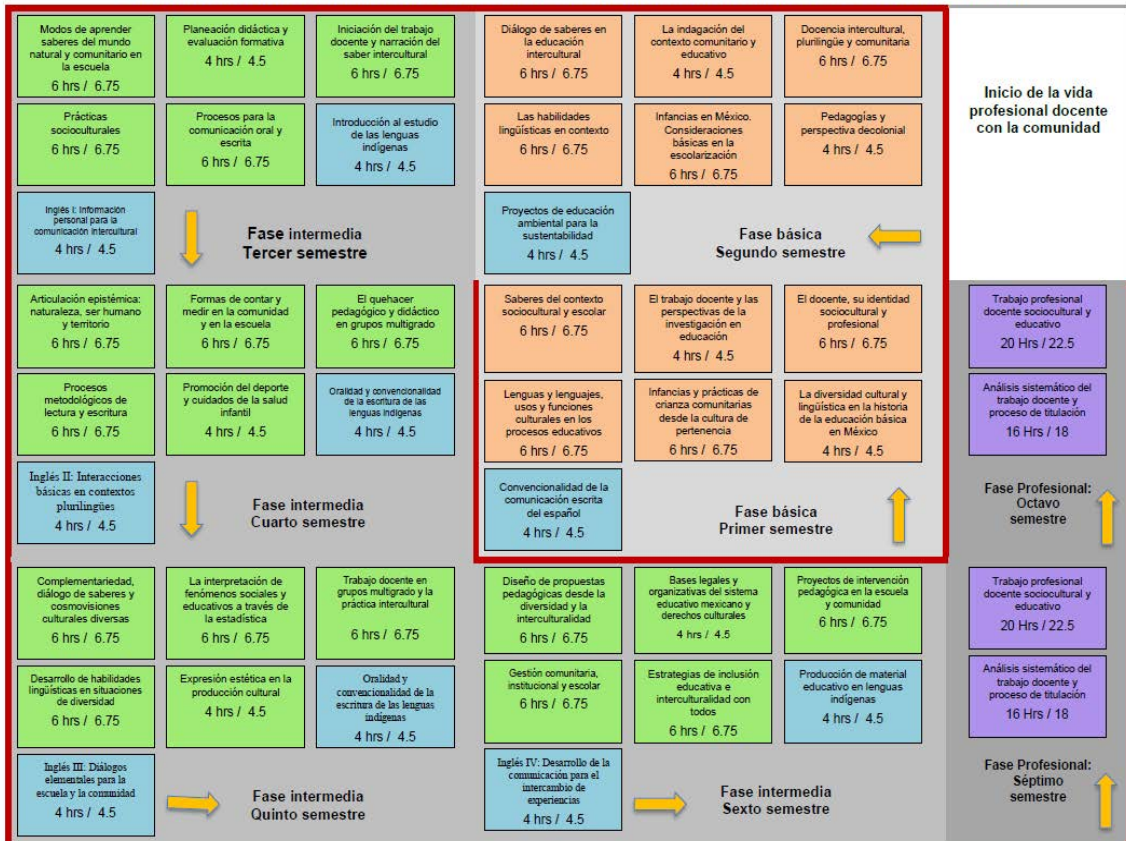 Modos de aprender
saberes del mundo
natural y comunitario en
la escuela
6 hrs / 6.75
Planeación didáctica y
evaluación formativa
4 hrs / 4.5
Iniciación del trabajo
docente y narración del
saber intercultural
6 hrs / 6.75
Prácticas
socioculturales
6 hrs / 6.75
Procesos para la
comunicación oral y
escrita
6 hrs / 6.75
Introducción al estudio
de las lenguas
indígenas
4 hrs / 4.5
Inglés I: Información
personal para la
comunicación intercultural
4 hrs / 4.5
Fase intermedia
Tercer semestre
Diálogo de saberes en
la educación
intercultural
6 hrs / 6.75
La indagación del
contexto comunitario y
educativo
4 hrs / 4.5
Docencia intercultural,
plurilingüe y comunitaria
6 hrs / 6.75
Las habilidades
lingüísticas en contexto
6 hrs / 6.75
Infancias en México.
Consideraciones
básicas en la
escolarización
6 hrs / 6.75
Pedagogías y
perspectiva decolonial
4 hrs / 4.5
Proyectos de educación
ambiental para la
sustentabilidad
4 hrs / 4.5
Fase básica
Segundo semestre
Inicio de la vida
profesional docente
con la comunidad
Articulación epistémica:
naturaleza, ser humano
y territorio
6 hrs / 6.75
Formas de contar y
medir en la comunidad
y en la escuela
6 hrs / 6.75
El quehacer
pedagógico y didáctico
en grupos multigrado
6 hrs / 6.75
Procesos
metodológicos de
lectura y escritura
6 hrs / 6.75
Promoción del deporte
y cuidados de la salud
infantil
4 hrs / 4.5
Oralidad y convencionalidad
de la escritura de las
lenguas indígenas
4 hrs / 4.5
Inglés II: Interacciones
básicas en contextos
plurilingües
4 hrs / 4.5
Fase intermedia
Cuarto semestre
Saberes del contexto
sociocultural y escolar
6 hrs / 6.75
El trabajo docente y las
perspectivas de la
investigación en
educación
4 hrs / 4.5
El docente, su identidad
sociocultural y
profesional
6 hrs / 6.75
Lenguas y lenguajes,
usos y funciones
culturales en los
procesos educativos
6 hrs / 6.75
Infancias y prácticas de
crianza comunitarias
desde la cultura de
pertenencia
6 hrs / 6.75
La diversidad cultural y
lingüística en la historia
de la educación básica
en México
4 hrs / 4.5
Convencionalidad de la
comunicación escrita
del español
4 hrs / 4.5
Fase básica
Primer semestre
Trabajo profesional
docente sociocultural y
educativo
20 Hrs / 22.5
Análisis sistemático del
trabajo docente y
proceso de titulación
16 Hrs / 18
Fase Profesional:
Octavo
semestre
Complementariedad,
diálogo de saberes y
cosmovisiones
culturales diversas
6 hrs / 6.75
La interpretación de
fenómenos sociales y
educativos a través de
la estadística
6 hrs / 6.75
Trabajo docente en
grupos multigrado y la
práctica intercultural
6 hrs / 6.75
Desarrollo de habilidades
lingüísticas en situaciones
de diversidad
6 hrs / 6.75
Expresión estética en la
producción cultural
4 hrs / 4.5
Oralidad y
convencionalidad de la
escritura de las lenguas
indígenas
4 hrs / 4.5
Inglés III: Diálogos
elementales para la
escuela y la comunidad
4 hrs / 4.5
Fase intermedia
Quinto semestre
Diseño de propuestas
pedagógicas desde la
diversidad y la
interculturalidad
6 hrs / 6.75
Bases legales y
organizativas del sistema
educativo mexicano y
derechos culturales
4 hrs / 4.5
Proyectos de intervención
pedagógica en la escuela
y comunidad
6 hrs / 6.75
Gestión comunitaria,
institucional y escolar
6 hrs / 6.75
Estrategias de inclusión
educativa e
interculturalidad con
todos
6 hrs / 6.75
Producción de material
educativo en lenguas
indígenas
4 hrs / 4.5
Inglés IV: Desarrollo de la
comunicación para el
intercambio de
experiencias
4 hrs / 4.5
Fase intermedia
Sexto semestre
Trabajo profesional
docente sociocultural y
educativo
20 Hrs / 22.5
Análisis sistemático del
trabajo docente y
proceso de titulación
16 Hrs / 18
Fase Profesional:
Séptimo
semestre